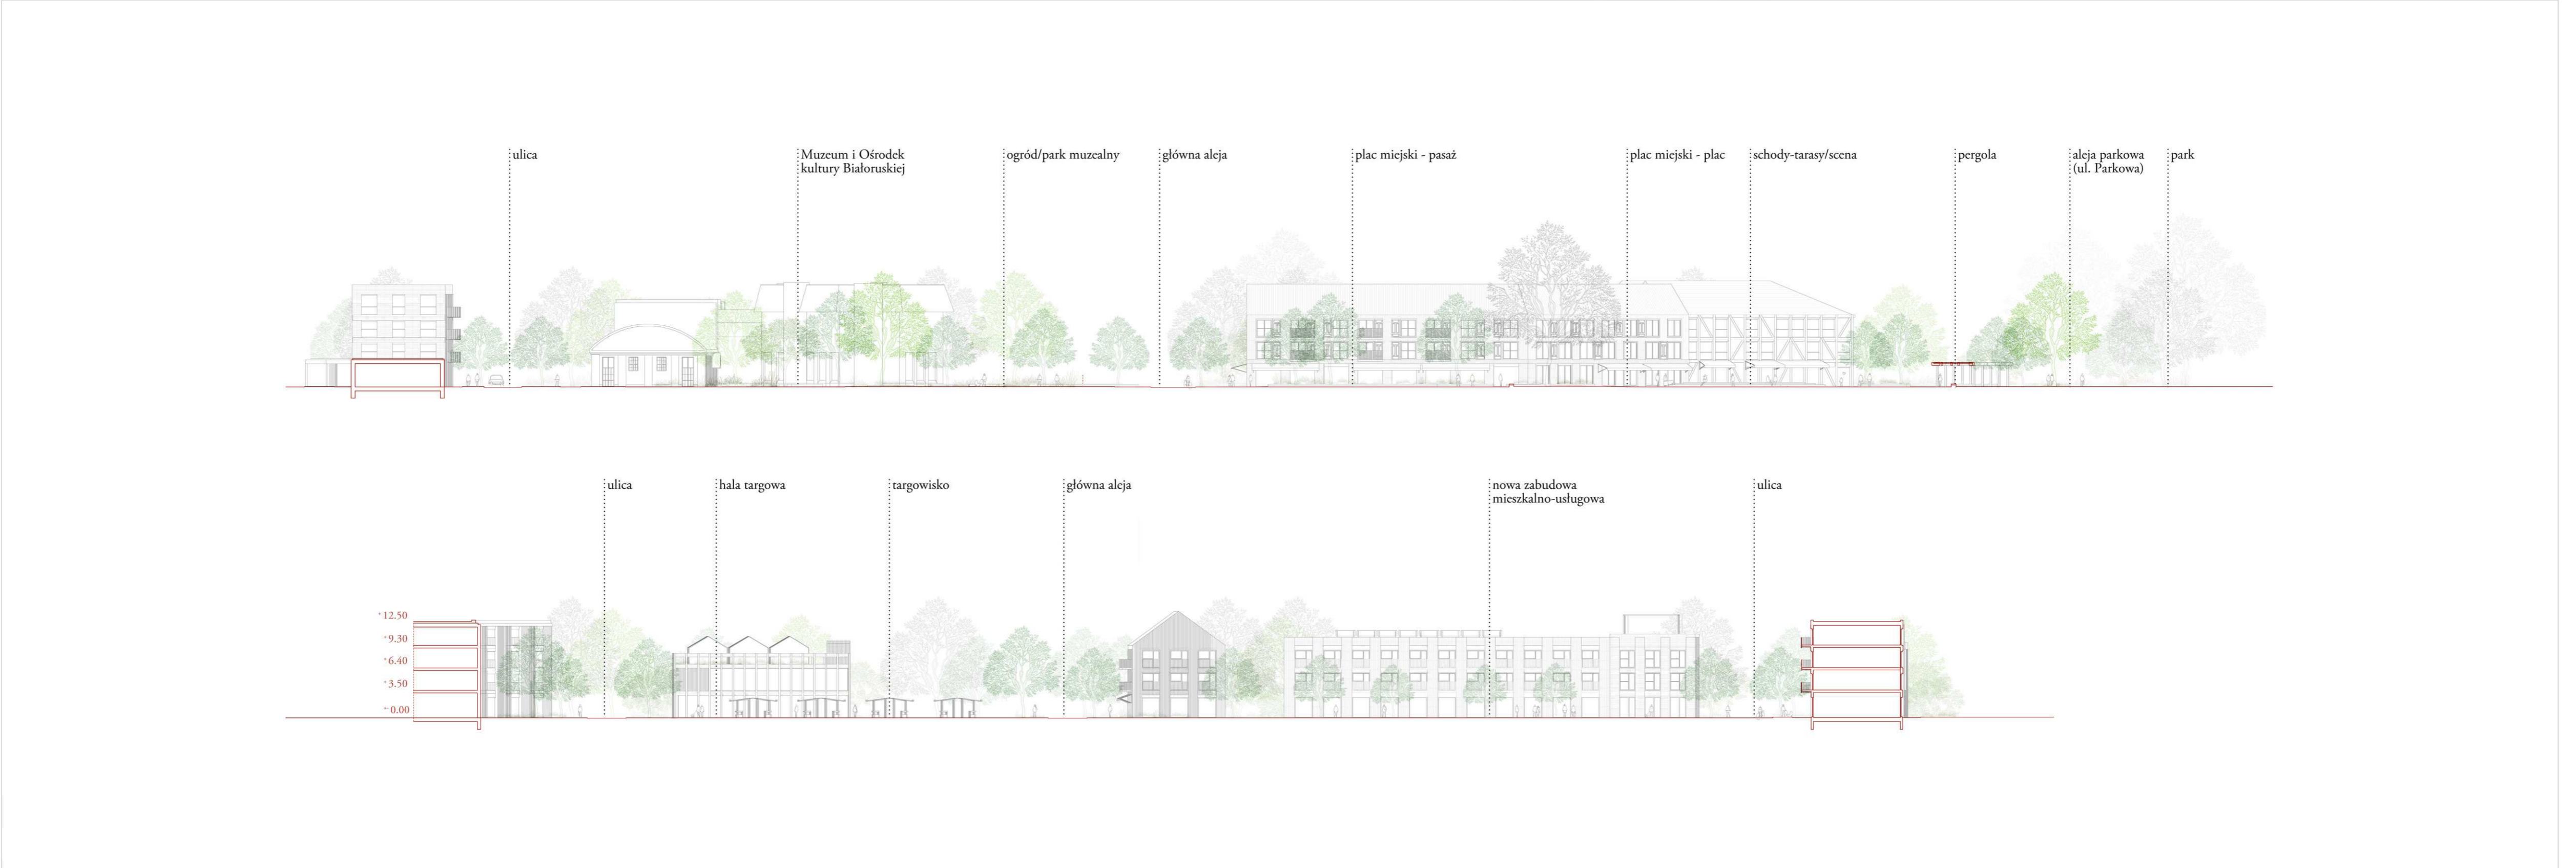 ulica
Muzeum i Ośrodek
kultury Białoruskiej
ogród/park muzealny
główna aleja
plac miejski - pasaż
plac miejski - plac
schody-tarasy/scena
pergola
aleja parkowa
(ul. Parkowa)
park
ulica
hala targowa
targowisko
główna aleja
nowa zabudowa
mieszkalno-usługowa
ulica
+12.50
+9.30
+6.40
+3.50
+-0.00